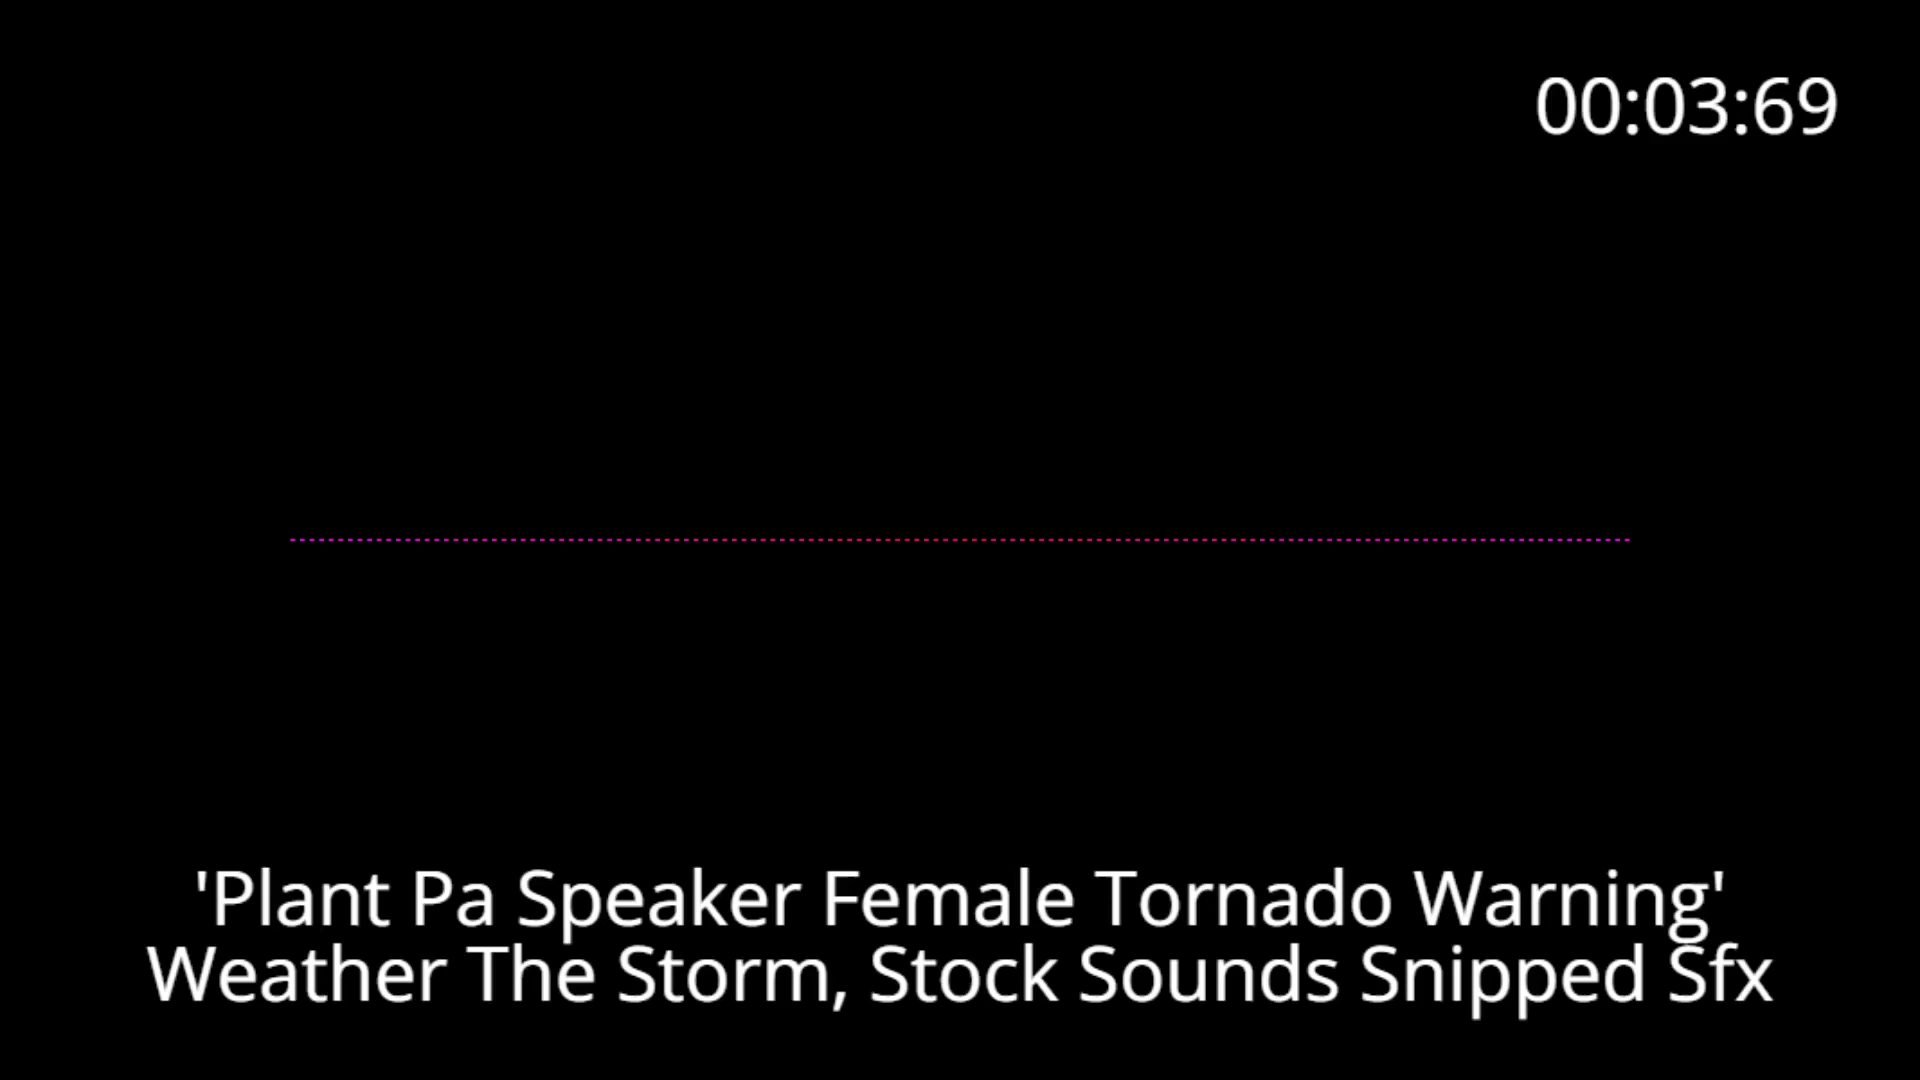 00:03:69
'Plant Pa Speaker Female Tornado Warning'
Weather The Storm, Stock Sounds Snipped Sfx